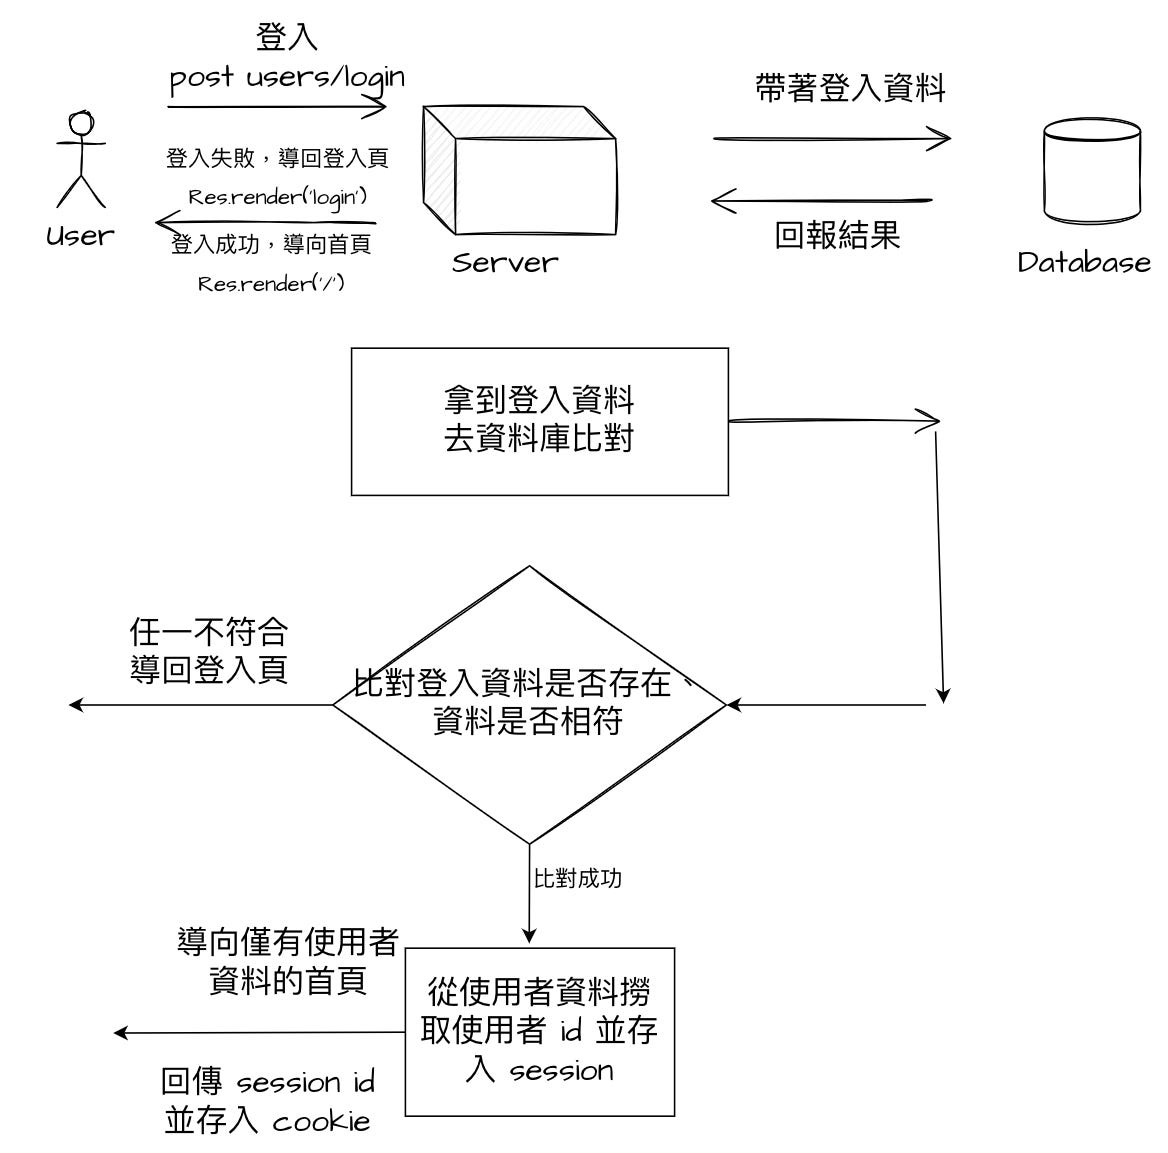 登入
post users/login
帶著登入資料
登入失敗，導回登入頁
Res.render('login')
User
登入成功，導向首頁
Res.render('/')
Server
回報結果
Database
拿到登入資料
去資料庫比對
任一不符合
導回登入頁
比對登入資料是否存在、
資料是否相符
比對成功
導向僅有使用者
資料的首頁
從使用者資料撈
取使用者 id 並存
入 session
回傳 session id
並存入 cookie